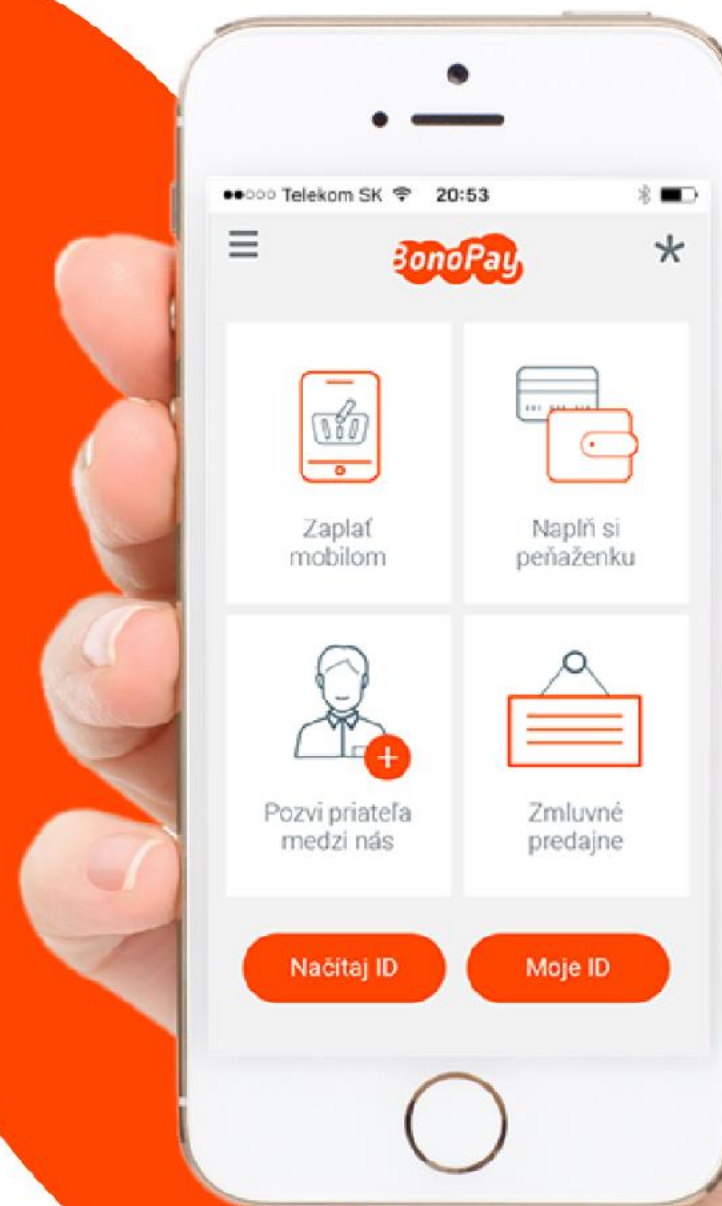 Telekom SK 20:53
BonoPay
Zaplať
mobilom
Naplň si
peňaženku
Pozvi priateľa
medzi nás
Zmluvné
predajne
Načítaj ID
Moje ID